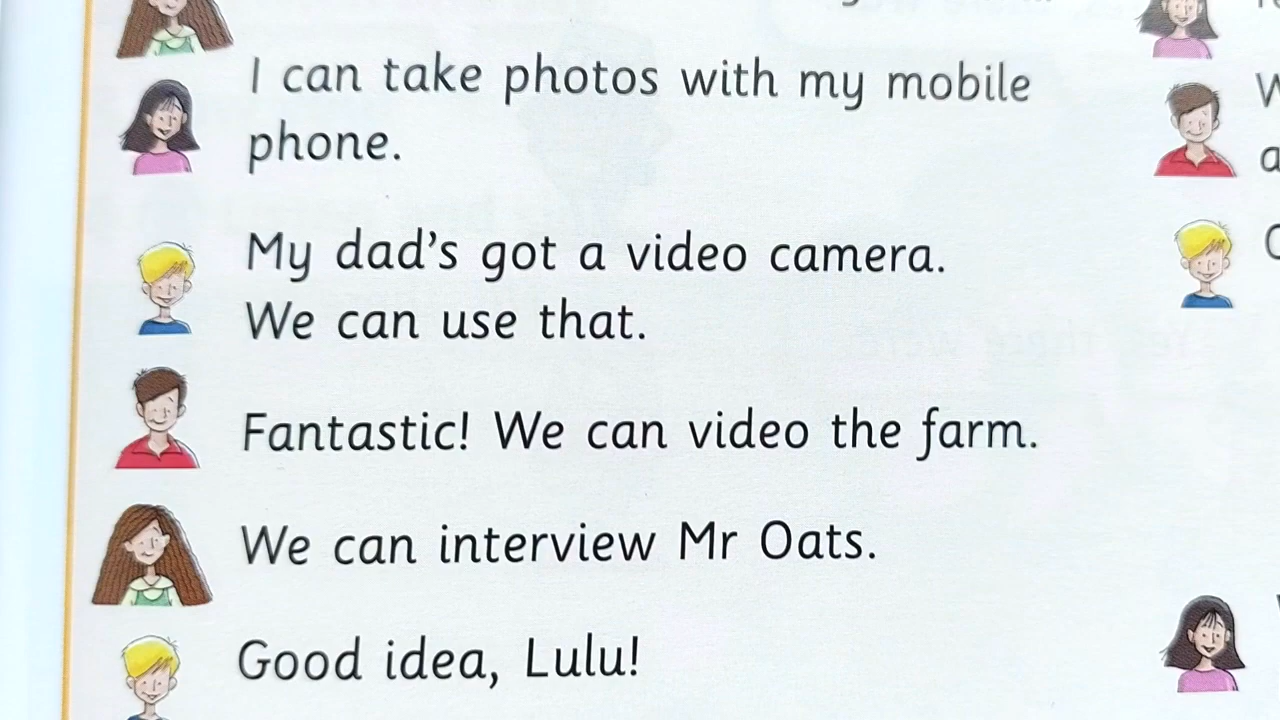 I can take photos with my mobile
phone.
My dad's got a video camera.
We can use that.
Fantastic! We can video the farm.
We can interview Mr Oats.
Good idea, Lulu!